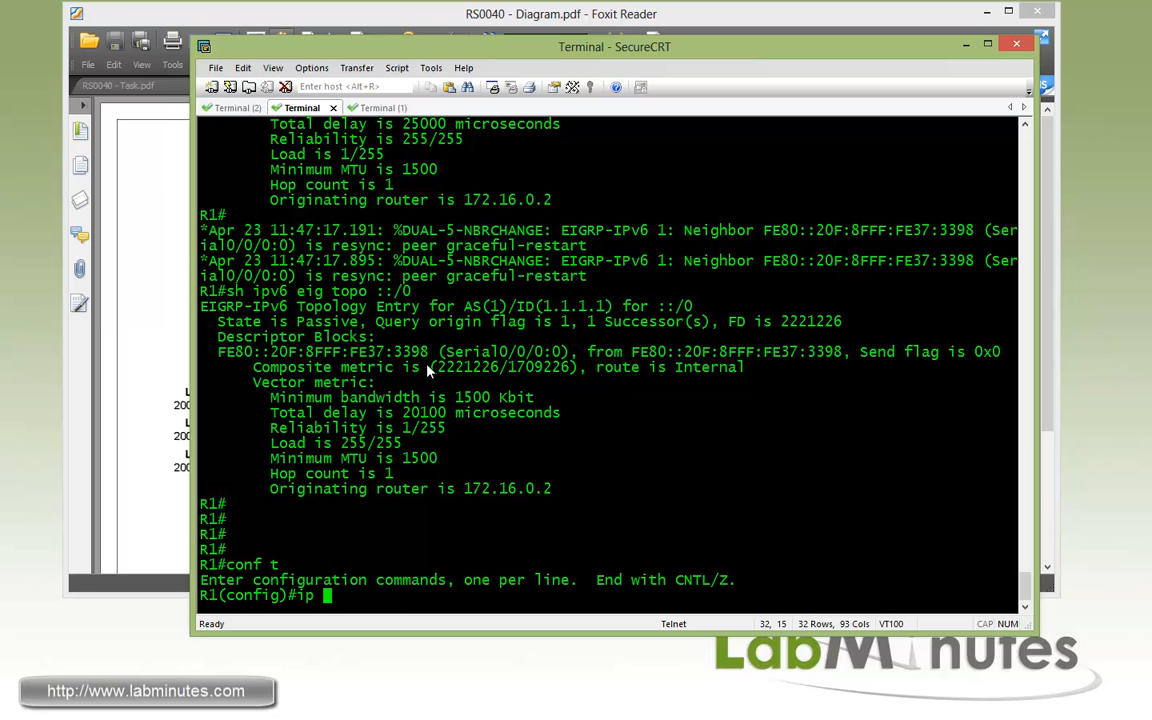 RS0040 - Diagram.pdf - Foxit Reader
File Edit View Tools
RS0040 - Task.pdf
Terminal - SecureCRT
File Edit View Options Transfer Script Tools Help
Enter host <Alt+R>
Terminal (2) Terminal Terminal (1)
Total delay is 25000 microseconds
Reliability is 255/255
Load is 1/255
Minimum MTU is 1500
Hop count is 1
Originating router is 172.16.0.2
R1#
*Apr 23 11:47:17.191: %DUAL-5-NBRCHANGE: EIGRP-IPv6 1: Neighbor FE80::20F:8FFF:FE37:3398 (Ser
ial0/0/0:0) is resync: peer graceful-restart
*Apr 23 11:47:17.895: %DUAL-5-NBRCHANGE: EIGRP-IPv6 1: Neighbor FE80::20F:8FFF:FE37:3398 (Ser
ial0/0/0:0) is resync: peer graceful-restart
R1#sh ipv6 eig topo ::/0
EIGRP-IPv6 Topology Entry for AS(1)/ID(1.1.1.1) for ::/0
State is Passive, Query origin flag is 1, 1 Successor(s), FD is 2221226
Descriptor Blocks:
FE80::20F:8FFF:FE37:3398 (Serial0/0/0:0), from FE80::20F:8FFF:FE37:3398, Send flag is 0x0
Composite metric is (2221226/1709226), route is Internal
Vector metric:
Minimum bandwidth is 1500 Kbit
Total delay is 20100 microseconds
Reliability is 1/255
Load is 255/255
Minimum MTU is 1500
Hop count is 1
Originating router is 172.16.0.2
R1#
R1#
R1#
R1#
R1#conf t
Enter configuration commands, one per line.  End with CNTL/Z.
R1(config)#ip
L
200
L
200
L
200
Ready Telnet 32, 15 32 Rows, 93 Cols VT100 CAP NUM
LabMinutes
http://www.labminutes.com